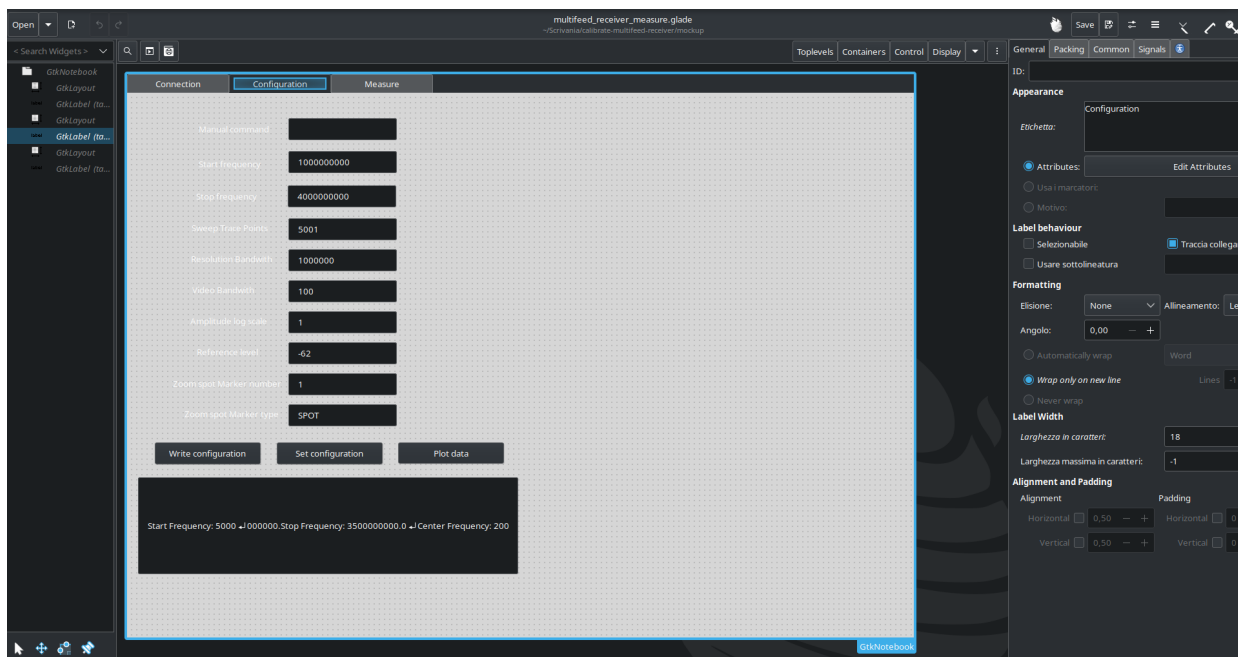 multifeed_receiver_measure.glade
Open
Save
~/Scrivania/calibrate-multifeed-receiver/mockup
< Search Widgets >
Toplevels Containers Control Display
General Packing Common Signals
GtkNotebook
GtkLayout
GtkLabel (ta...
GtkLayout
GtkLabel (ta...
GtkLayout
GtkLabel (ta...
Connection Configuration Measure
Manual command
Start frequency 1000000000
Stop frequency 4000000000
Sweep Trace Points 5001
Resolution Bandwith 1000000
Video Bandwith 100
Amplitude log scale 1
Reference level -62
Zoom spot Marker number 1
Zoom spot Marker type SPOT
Write configuration Set configuration Plot data
Start Frequency: 5000 ↵000000.Stop Frequency: 3500000000.0 ↵Center Frequency: 200
GtkNotebook
ID:
Appearance
Configuration
Etichetta:
Attributes: Edit Attributes
Usa i marcatori:
Motivo:
Label behaviour
Selezionabile Traccia collega
Usare sottolineatura
Formatting
Elisione: None Allineamento: Le
Angolo: 0,00 − +
Automatically wrap Word
Wrap only on new line Lines -1
Never wrap
Label Width
Larghezza in caratteri: 18
Larghezza massima in caratteri: -1
Alignment and Padding
Alignment Padding
Horizontal 0,50 − + Horizontal 0
Vertical 0,50 − + Vertical 0